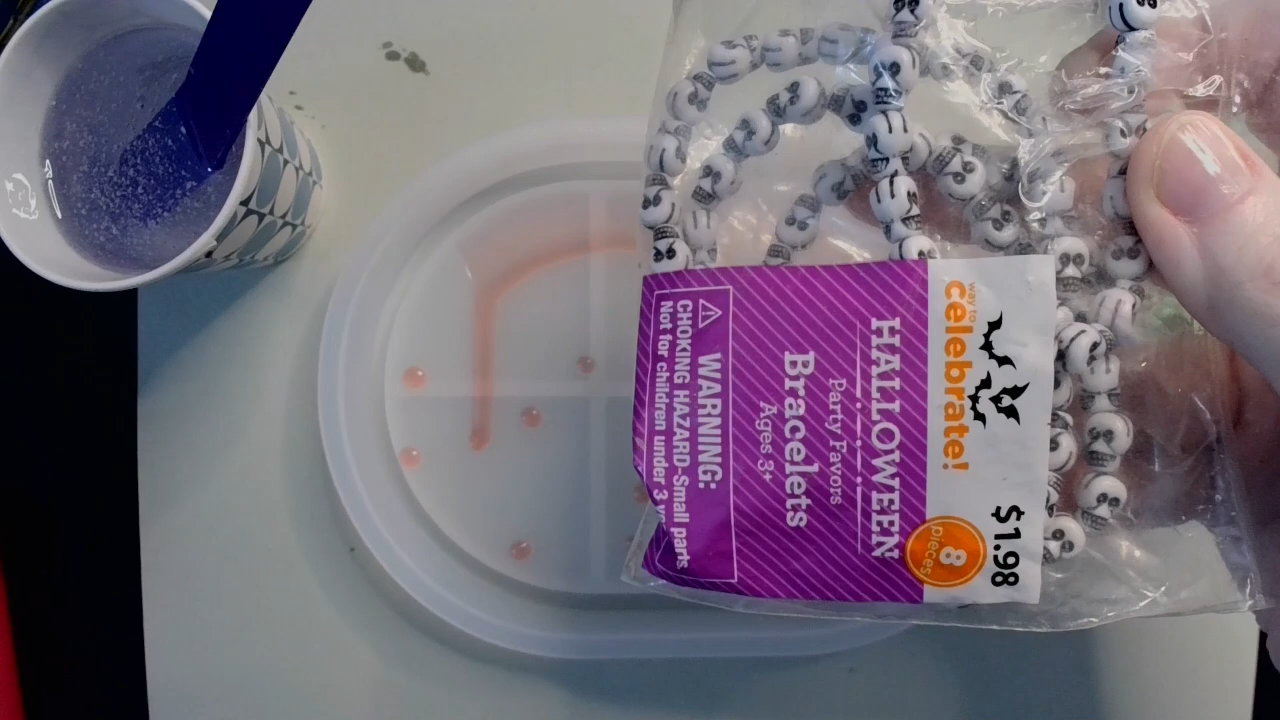 way to
celebrate!
$1.98
8
pieces
HALLOWEEN
Party Favors
Bracelets
Ages 3+
WARNING:
CHOKING HAZARD-Small parts
Not for children under 3